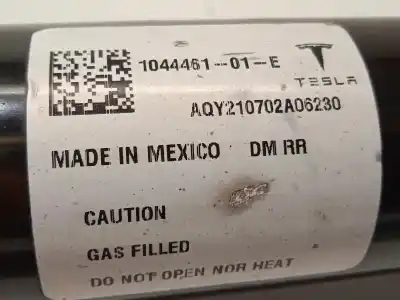 1044461-01-E
TESLA
AQY210702A06230
MADE IN MEXICO DM RR
CAUTION
GAS FILLED
DO NOT OPEN NOR HEAT